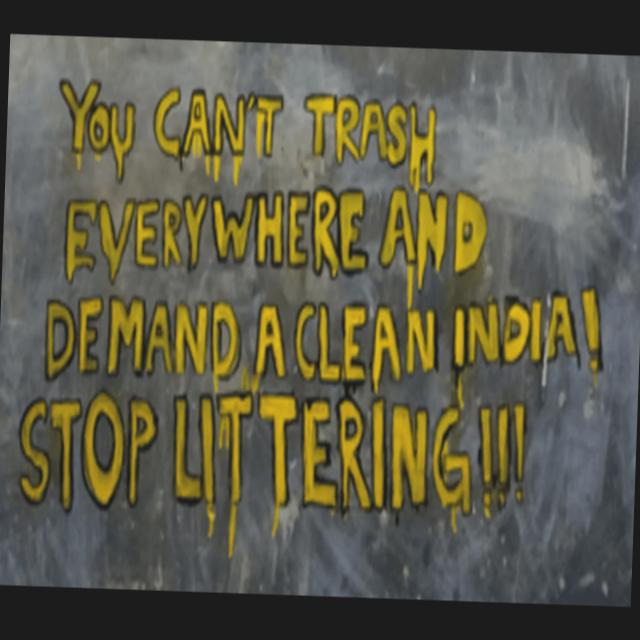 YOU CAN'T TRASH
EVERYWHERE AND
DEMAND A CLEAN INDIA!
STOP LITTERING!!!